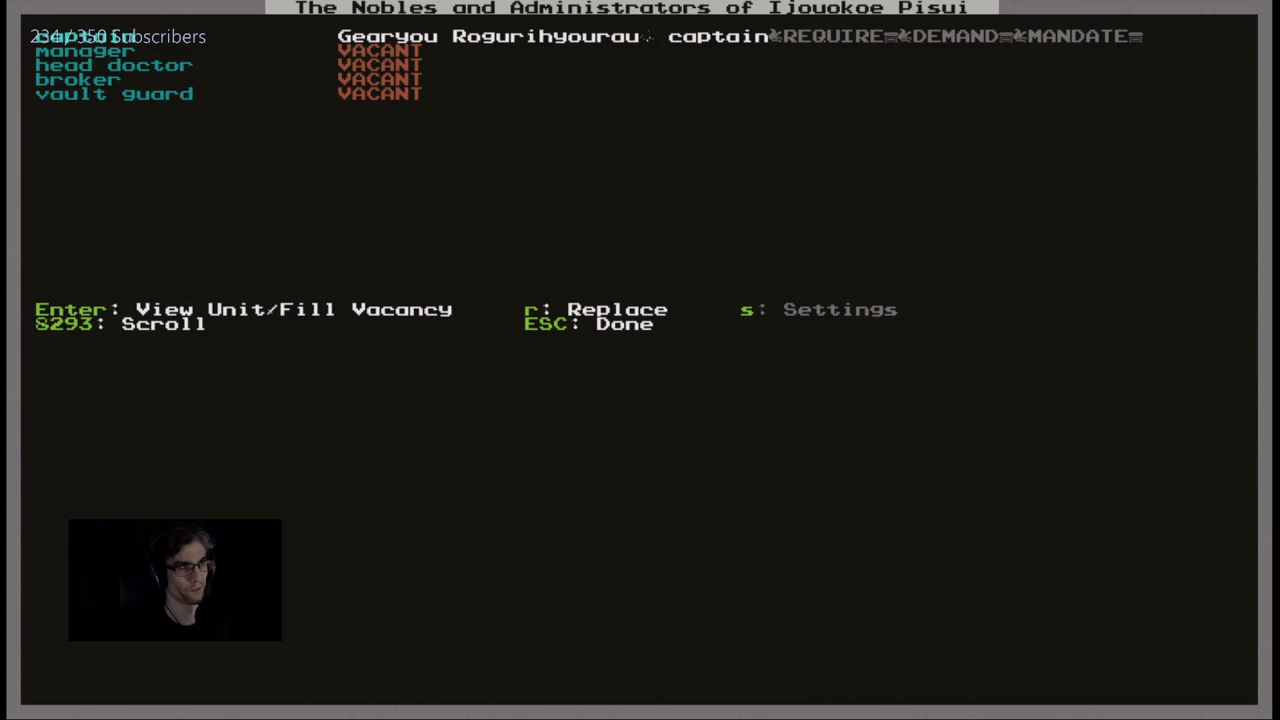 The Nobles and Administrators of Ijouokoe Pisui
234 / 350 Subscribers
captain Gearyou Rogurihyourau captain REQUIRE DEMAND MANDATE
manager VACANT
head doctor VACANT
broker VACANT
vault guard VACANT
Enter: View Unit/Fill Vacancy r: Replace s: Settings
8293: Scroll ESC: Done